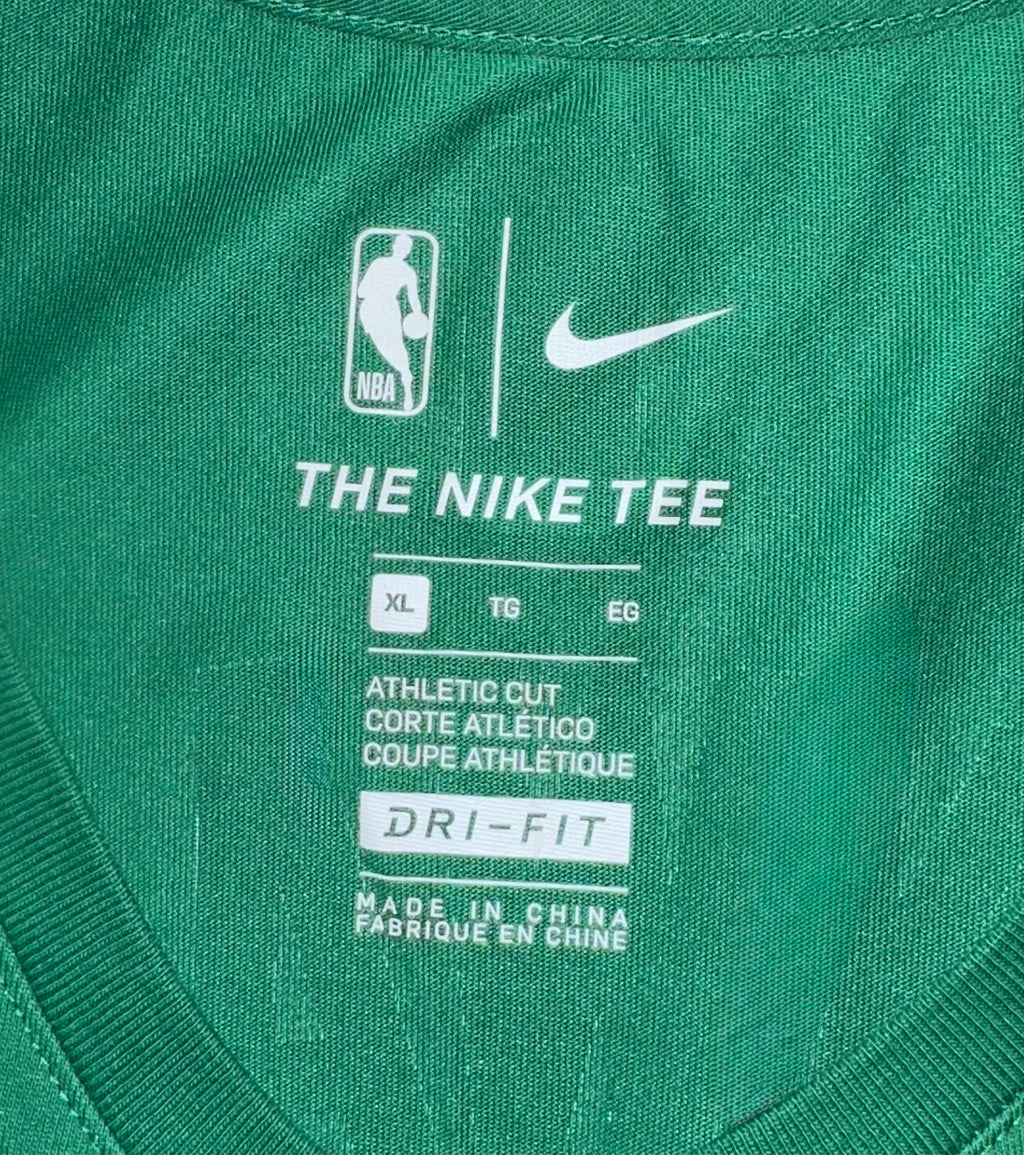 NBA
THE NIKE TEE
XL TG EG
ATHLETIC CUT
CORTE ATLÉTICO
COUPE ATHLÉTIQUE
DRI-FIT
MADE IN CHINA
FABRIQUE EN CHINE